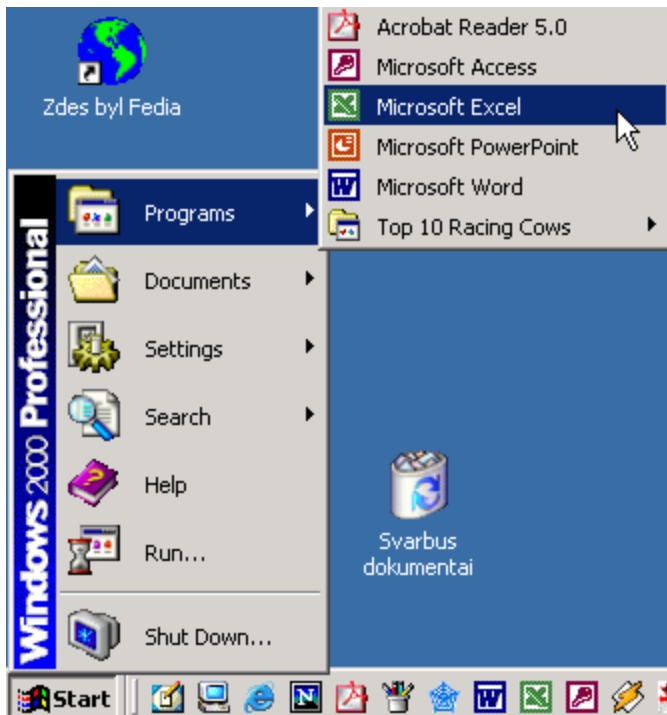 Zdes byl Fedia
Acrobat Reader 5.0
Microsoft Access
Microsoft Excel
Microsoft PowerPoint
Microsoft Word
Top 10 Racing Cows
Windows 2000 Professional
Programs
Documents
Settings
Search
Help
Run...
Shut Down...
Svarbus
dokumentai
Start